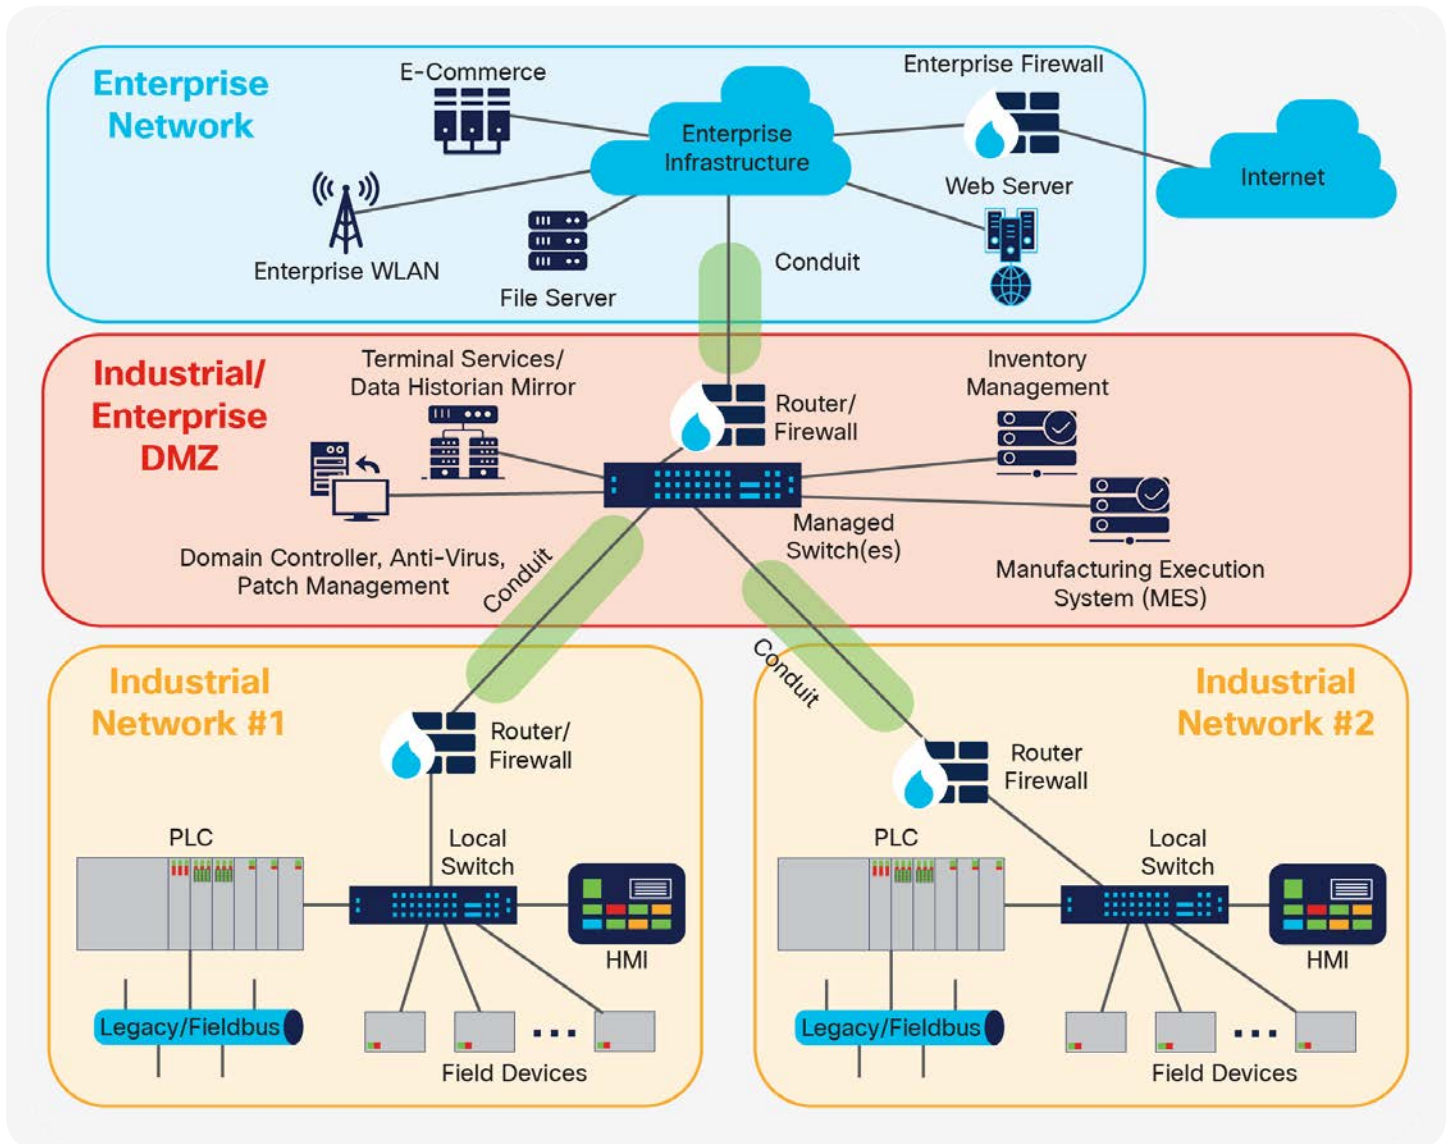 Enterprise
Network
E-Commerce
Enterprise
Infrastructure
Enterprise Firewall
Internet
Web Server
Enterprise WLAN
File Server
Conduit
Industrial/
Enterprise
DMZ
Terminal Services/
Data Historian Mirror
Router/
Firewall
Inventory
Management
Domain Controller, Anti-Virus,
Patch Management
Managed
Switch(es)
Manufacturing Execution
System (MES)
Conduit
Conduit
Industrial
Network #1
Router/
Firewall
PLC
Local
Switch
HMI
Legacy/Fieldbus
Field Devices
Industrial
Network #2
Router
Firewall
PLC
Local
Switch
HMI
Legacy/Fieldbus
Field Devices